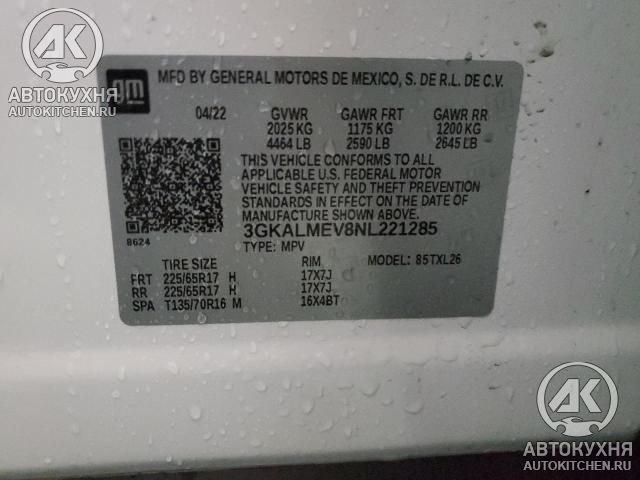 AK
АВТОКУХНЯ
AUTOKITCHEN.RU
gm
MFD BY GENERAL MOTORS DE MEXICO, S. DE R.L. DE C.V.
04/22 GVWR GAWR FRT GAWR RR
2025 KG 1175 KG 1200 KG
4464 LB 2590 LB 2645 LB
THIS VEHICLE CONFORMS TO ALL
APPLICABLE U.S. FEDERAL MOTOR
VEHICLE SAFETY AND THEFT PREVENTION
STANDARDS IN EFFECT ON THE DATE OF
MANUFACTURE SHOWN ABOVE.
8624
3GKALMEV8NL221285
TYPE: MPV MODEL: 85TXL26
TIRE SIZE RIM
FRT 225/65R17 H 17X7J
RR 225/65R17 H 17X7J
SPA T135/70R16 M 16X4BT
AK
АВТОКУХНЯ
AUTOKITCHEN.RU